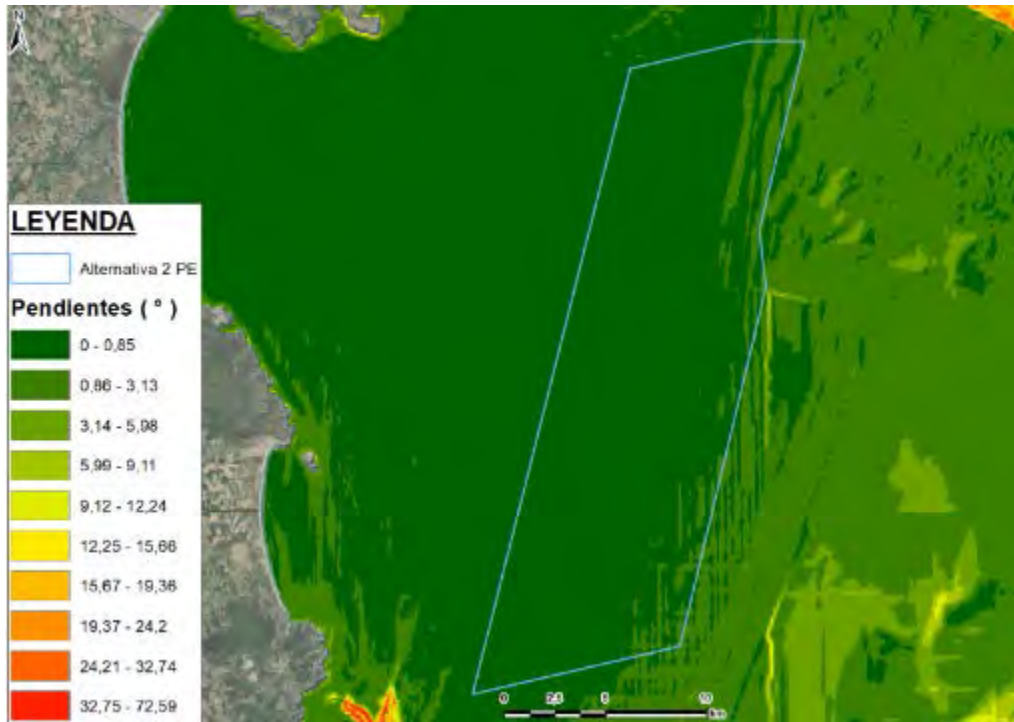 N
LEYENDA
Alternativa 2 PE
Pendientes ( ° )
0 - 0,85
0,86 - 3,13
3,14 - 5,98
5,99 - 9,11
9,12 - 12,24
12,25 - 15,66
15,67 - 19,36
19,37 - 24,2
24,21 - 32,74
32,75 - 72,59
0 2,5 5 10
km